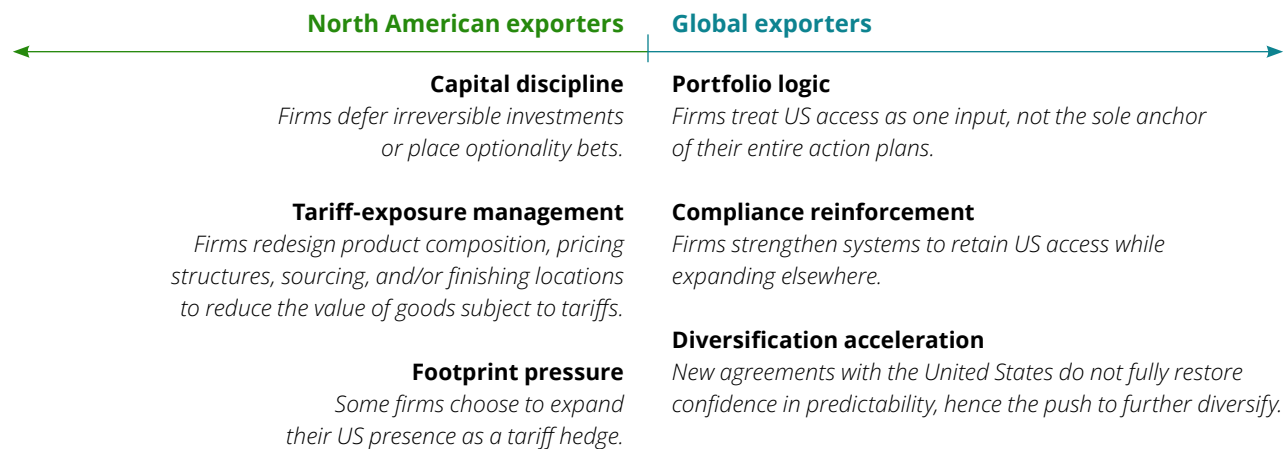 North American exporters
Capital discipline
Firms defer irreversible investments
or place optionality bets.
Tariff-exposure management
Firms redesign product composition, pricing
structures, sourcing, and/or finishing locations
to reduce the value of goods subject to tariffs.
Footprint pressure
Some firms choose to expand
their US presence as a tariff hedge.
Global exporters
Portfolio logic
Firms treat US access as one input, not the sole anchor
of their entire action plans.
Compliance reinforcement
Firms strengthen systems to retain US access while
expanding elsewhere.
Diversification acceleration
New agreements with the United States do not fully restore
confidence in predictability, hence the push to further diversify.